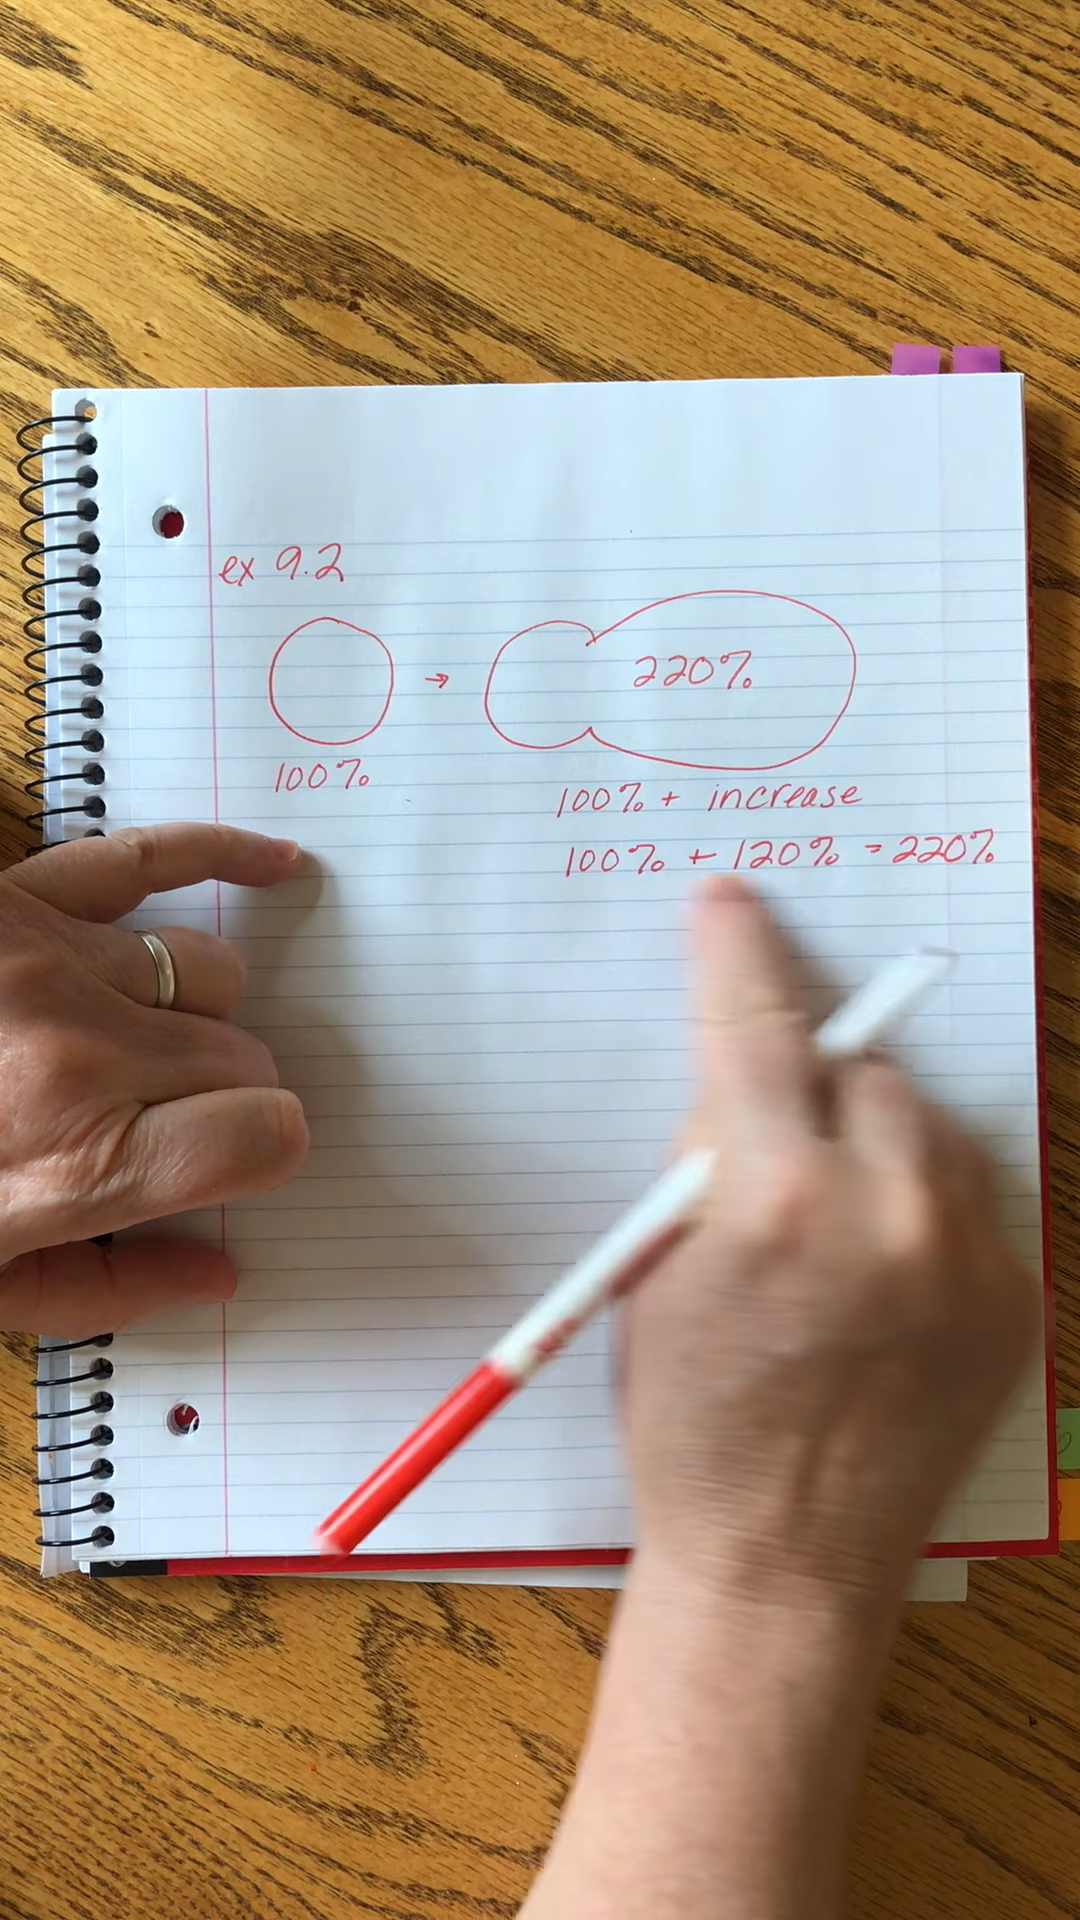 ex 9.2
220%
100%
100% + increase
100% + 120% = 220%